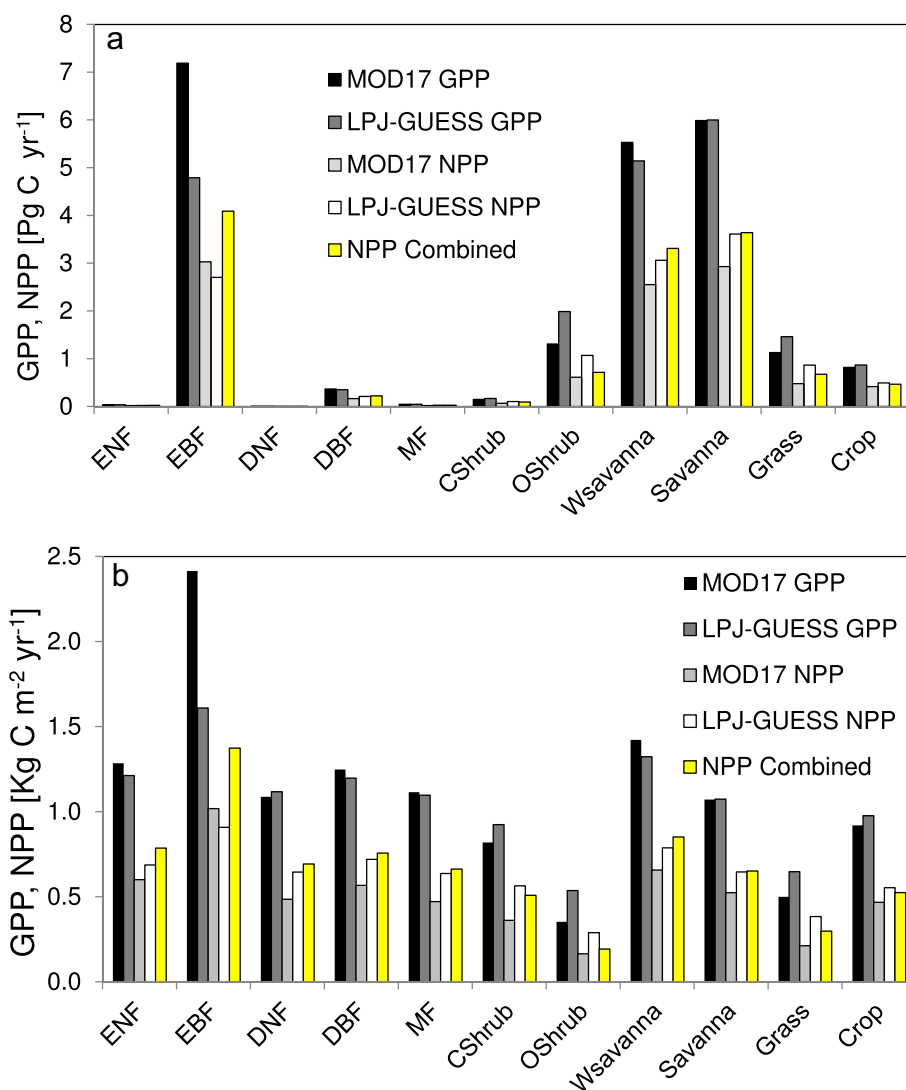 a
GPP, NPP [Pg C yr-1]
8
7
6
5
4
3
2
1
0
MOD17 GPP
LPJ-GUESS GPP
MOD17 NPP
LPJ-GUESS NPP
NPP Combined
ENF
EBF
DNF
DBF
MF
CShrub
OShrub
Wsavanna
Savanna
Grass
Crop
b
GPP, NPP [Kg C m-2 yr-1]
2.5
2.0
1.5
1.0
0.5
0.0
MOD17 GPP
LPJ-GUESS GPP
MOD17 NPP
LPJ-GUESS NPP
NPP Combined
ENF
EBF
DNF
DBF
MF
CShrub
OShrub
Wsavanna
Savanna
Grass
Crop